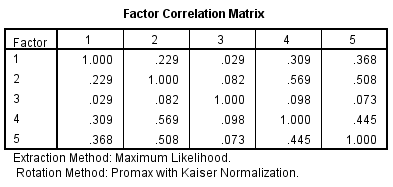 Factor Correlation Matrix
Factor 1 2 3 4 5
1 1.000 .229 .029 .309 .368
2 .229 1.000 .082 .569 .508
3 .029 .082 1.000 .098 .073
4 .309 .569 .098 1.000 .445
5 .368 .508 .073 .445 1.000
Extraction Method: Maximum Likelihood.
Rotation Method: Promax with Kaiser Normalization.